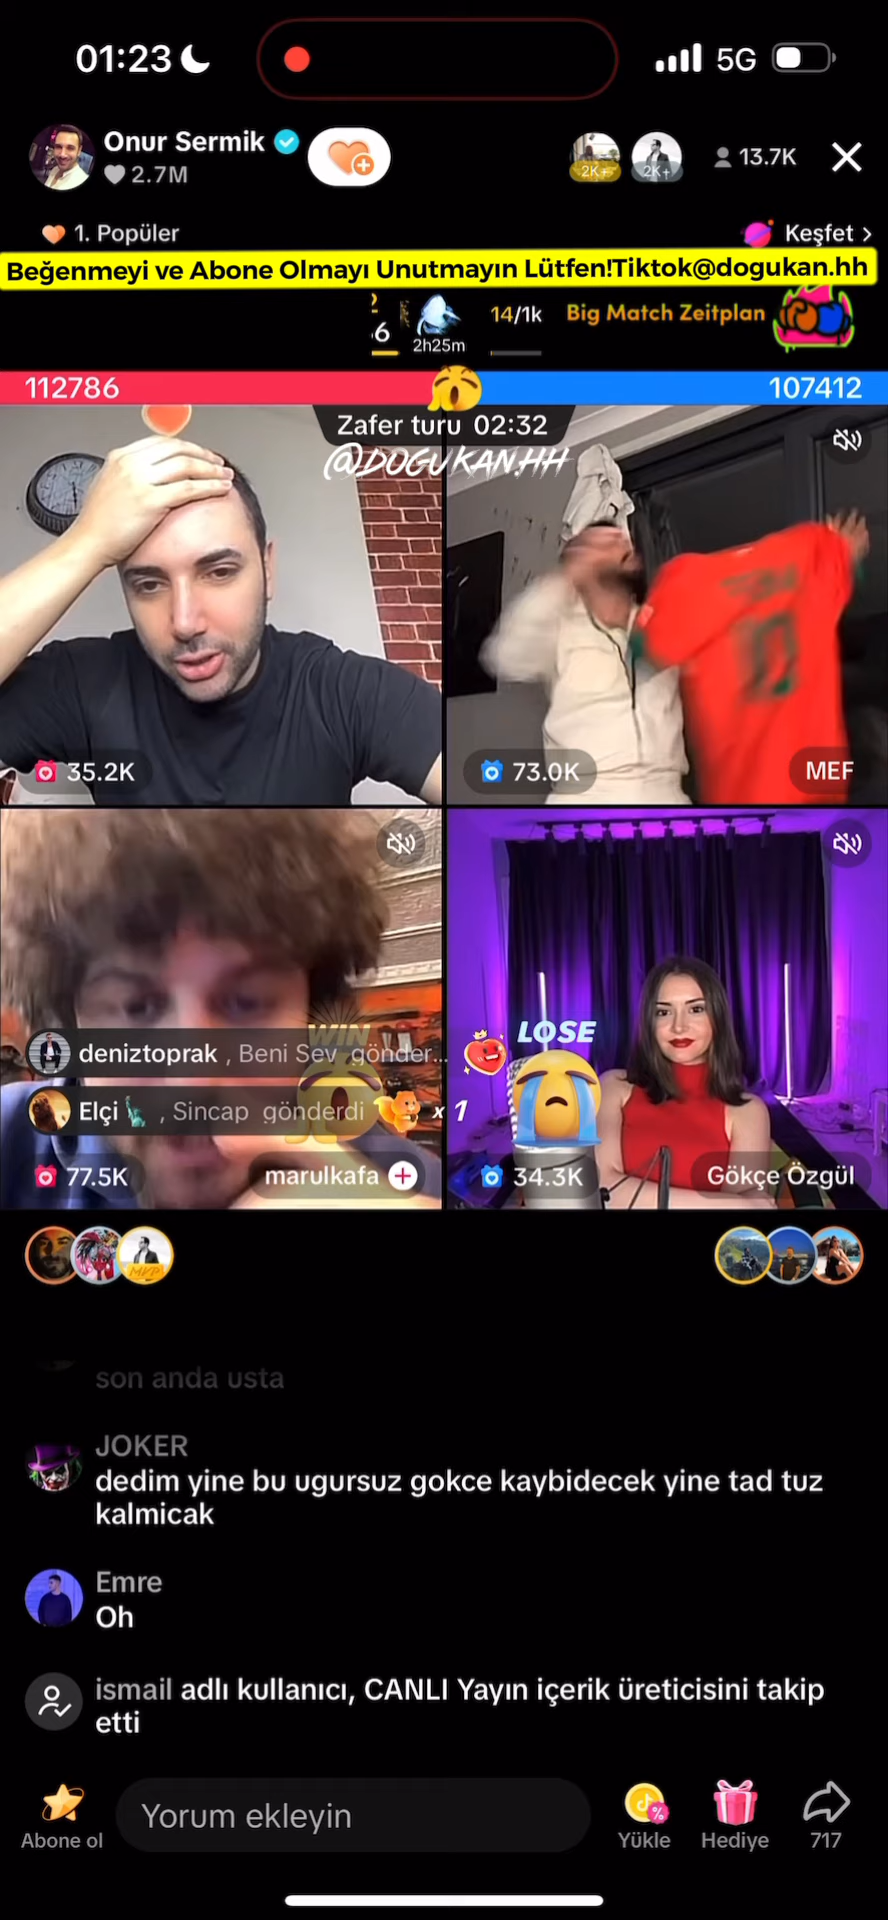 01:23
5G
Onur Sermik
2.7M
2K+
2K+
13.7K
1. Popüler
Keşfet >
Beğenmeyi ve Abone Olmayı Unutmayın Lütfen!Tiktok@dogukan.hh
6
2h25m
14/1k
Big Match Zeitplan
112786
107412
Zafer turu 02:32
@DOGUKAN.HH
35.2K
73.0K
MEF
WIN
LOSE
deniztoprak , Beni Sev gönder...
Elçi , Sincap gönderdi x 1
77.5K
marulkafa
34.3K
Gökçe Özgül
MVP
son anda usta
JOKER
dedim yine bu ugursuz gokce kaybidecek yine tad tuz
kalmicak
Emre
Oh
ismail adlı kullanıcı, CANLI Yayın içerik üreticisini takip
etti
Abone ol
Yorum ekleyin
Yükle
Hediye
717